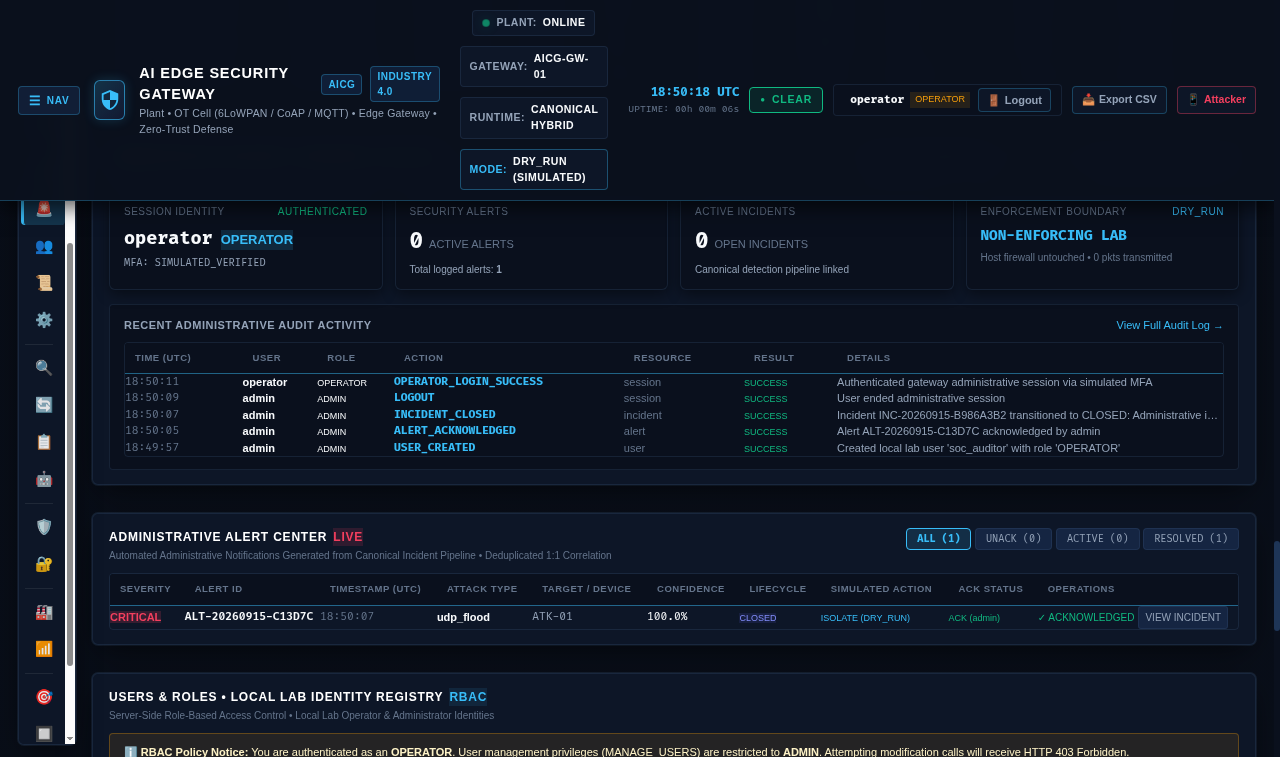 ☰ NAV
AI EDGE SECURITY GATEWAY
AICG
INDUSTRY 4.0
Plant • OT Cell (6LoWPAN / CoAP / MQTT) • Edge Gateway • Zero-Trust Defense
PLANT: ONLINE
GATEWAY: AICG-GW-01
RUNTIME: CANONICAL HYBRID
MODE: DRY_RUN (SIMULATED)
18:50:18 UTC
UPTIME: 00h 00m 06s
• CLEAR
operator OPERATOR
Logout
Export CSV
Attacker
SESSION IDENTITY AUTHENTICATED
operator OPERATOR
MFA: SIMULATED_VERIFIED
SECURITY ALERTS
0 ACTIVE ALERTS
Total logged alerts: 1
ACTIVE INCIDENTS
0 OPEN INCIDENTS
Canonical detection pipeline linked
ENFORCEMENT BOUNDARY DRY_RUN
NON-ENFORCING LAB
Host firewall untouched • 0 pkts transmitted
RECENT ADMINISTRATIVE AUDIT ACTIVITY View Full Audit Log →
TIME (UTC) USER ROLE ACTION RESOURCE RESULT DETAILS
18:50:11 operator OPERATOR OPERATOR_LOGIN_SUCCESS session SUCCESS Authenticated gateway administrative session via simulated MFA
18:50:09 admin ADMIN LOGOUT session SUCCESS User ended administrative session
18:50:07 admin ADMIN INCIDENT_CLOSED incident SUCCESS Incident INC-20260915-B986A3B2 transitioned to CLOSED: Administrative i…
18:50:05 admin ADMIN ALERT_ACKNOWLEDGED alert SUCCESS Alert ALT-20260915-C13D7C acknowledged by admin
18:49:57 admin ADMIN USER_CREATED user SUCCESS Created local lab user 'soc_auditor' with role 'OPERATOR'
ADMINISTRATIVE ALERT CENTER LIVE
Automated Administrative Notifications Generated from Canonical Incident Pipeline • Deduplicated 1:1 Correlation
ALL (1) UNACK (0) ACTIVE (0) RESOLVED (1)
SEVERITY ALERT ID TIMESTAMP (UTC) ATTACK TYPE TARGET / DEVICE CONFIDENCE LIFECYCLE SIMULATED ACTION ACK STATUS OPERATIONS
CRITICAL ALT-20260915-C13D7C 18:50:07 udp_flood ATK-01 100.0% CLOSED ISOLATE (DRY_RUN) ACK (admin) ✓ ACKNOWLEDGED VIEW INCIDENT
USERS & ROLES • LOCAL LAB IDENTITY REGISTRY RBAC
Server-Side Role-Based Access Control • Local Lab Operator & Administrator Identities
ℹ️ RBAC Policy Notice: You are authenticated as an OPERATOR. User management privileges (MANAGE_USERS) are restricted to ADMIN. Attempting modification calls will receive HTTP 403 Forbidden.